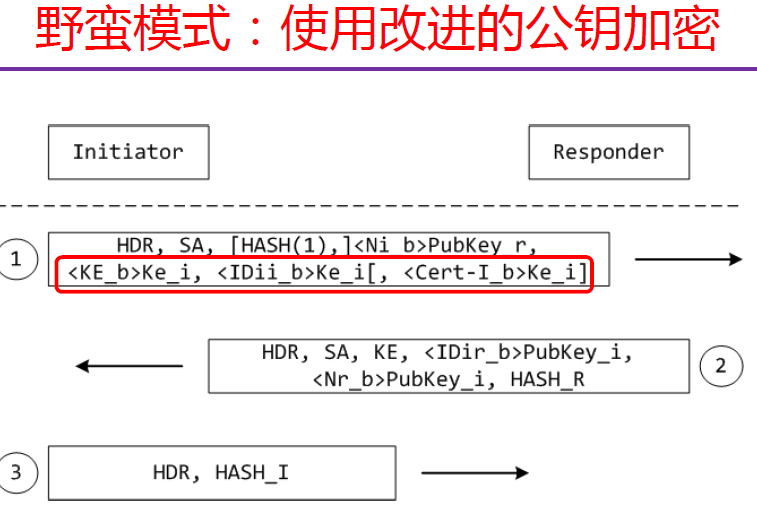 野蛮模式：使用改进的公钥加密
Initiator
Responder
1
HDR, SA, [HASH(1),]<Ni_b>PubKey_r,
<KE_b>Ke_i, <IDii_b>Ke_i[, <Cert-I_b>Ke_i]
HDR, SA, KE, <IDir_b>PubKey_i,
<Nr_b>PubKey_i, HASH_R
2
3
HDR, HASH_I